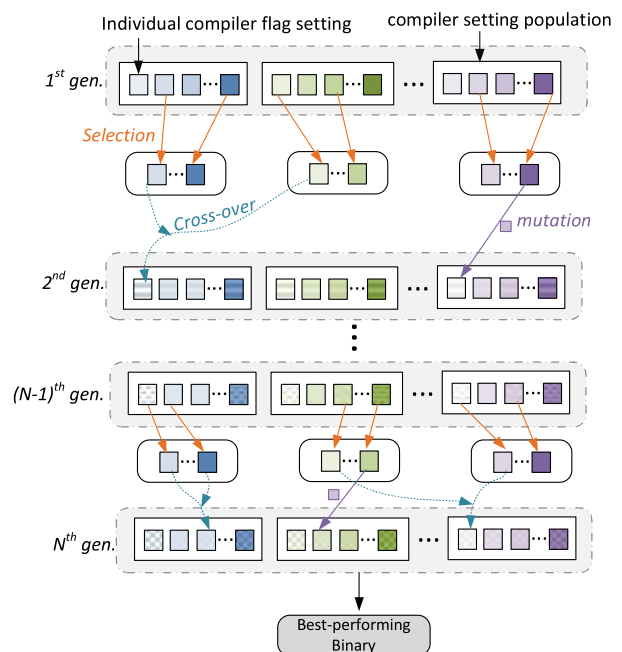 Individual compiler flag setting
compiler setting population
1st gen.
Selection
Cross-over
mutation
2nd gen.
(N-1)th gen.
Nth gen.
Best-performing
Binary